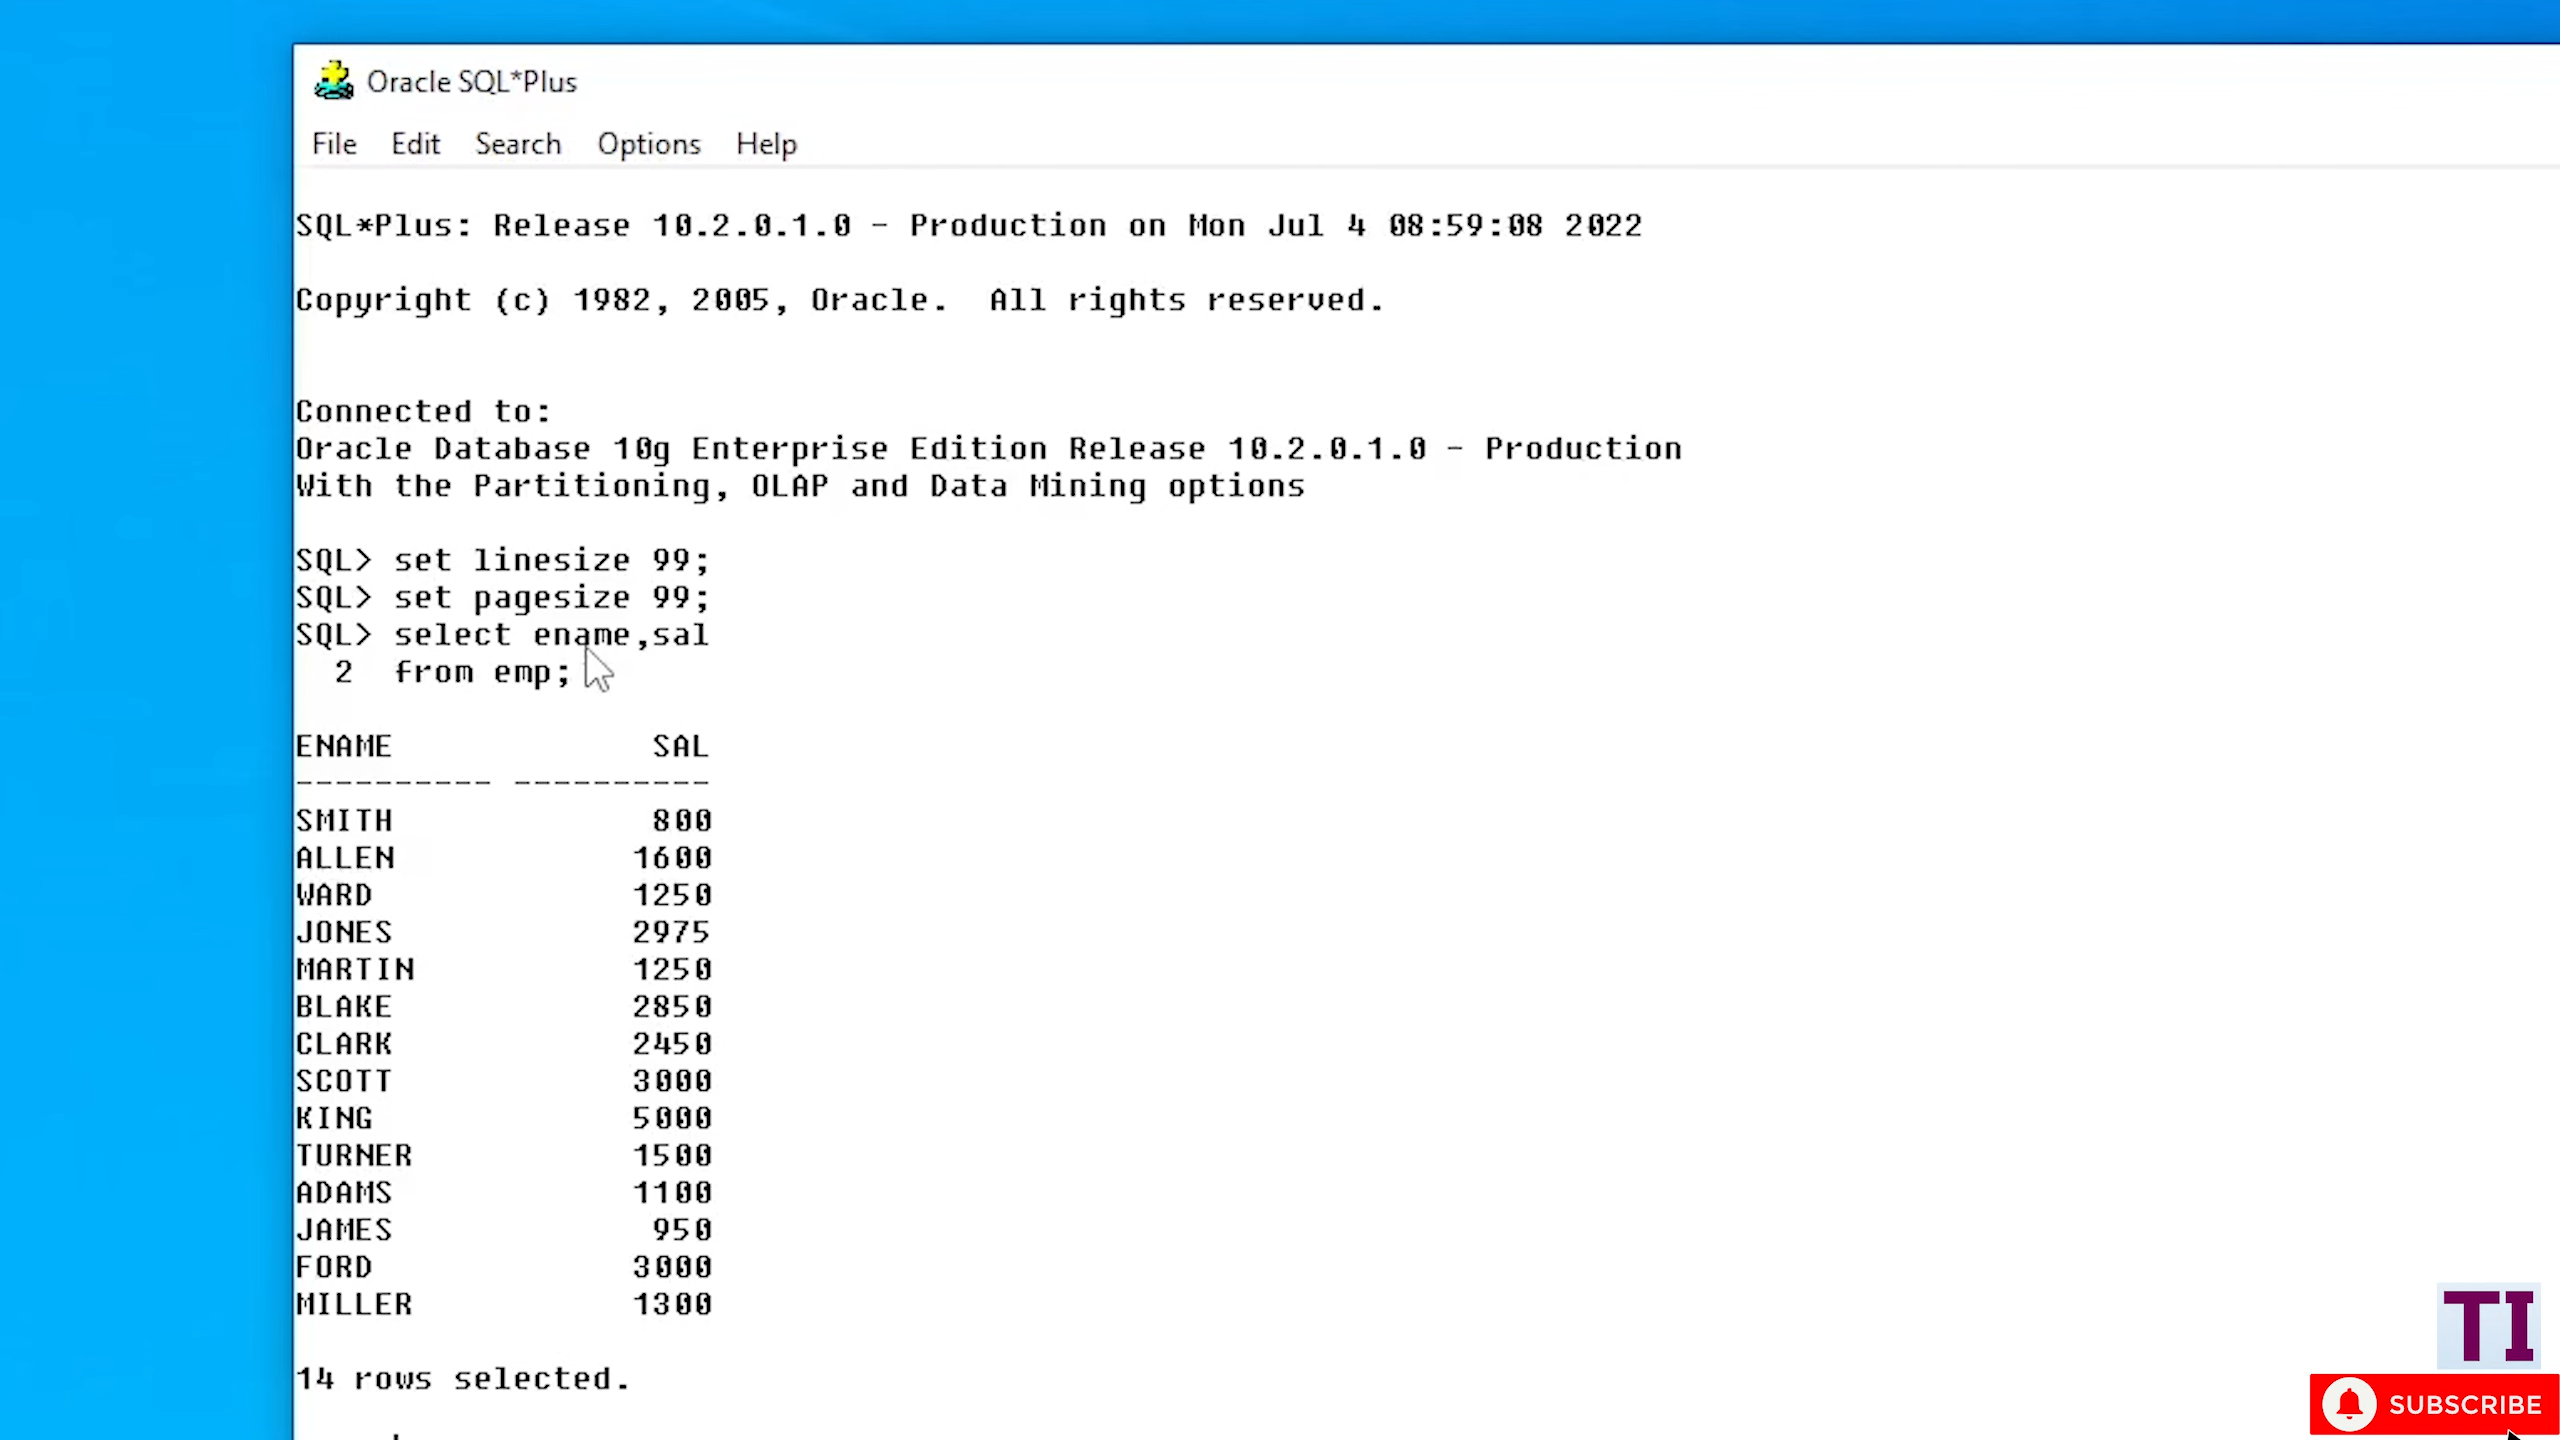 Oracle SQL*Plus
File Edit Search Options Help
SQL*Plus: Release 10.2.0.1.0 - Production on Mon Jul 4 08:59:08 2022
Copyright (c) 1982, 2005, Oracle.  All rights reserved.
Connected to:
Oracle Database 10g Enterprise Edition Release 10.2.0.1.0 - Production
With the Partitioning, OLAP and Data Mining options
SQL> set linesize 99;
SQL> set pagesize 99;
SQL> select ename,sal
2  from emp;
ENAME             SAL
---------- ----------
SMITH             800
ALLEN            1600
WARD             1250
JONES            2975
MARTIN           1250
BLAKE            2850
CLARK            2450
SCOTT            3000
KING             5000
TURNER           1500
ADAMS            1100
JAMES             950
FORD             3000
MILLER           1300
14 rows selected.
TI
SUBSCRIBE